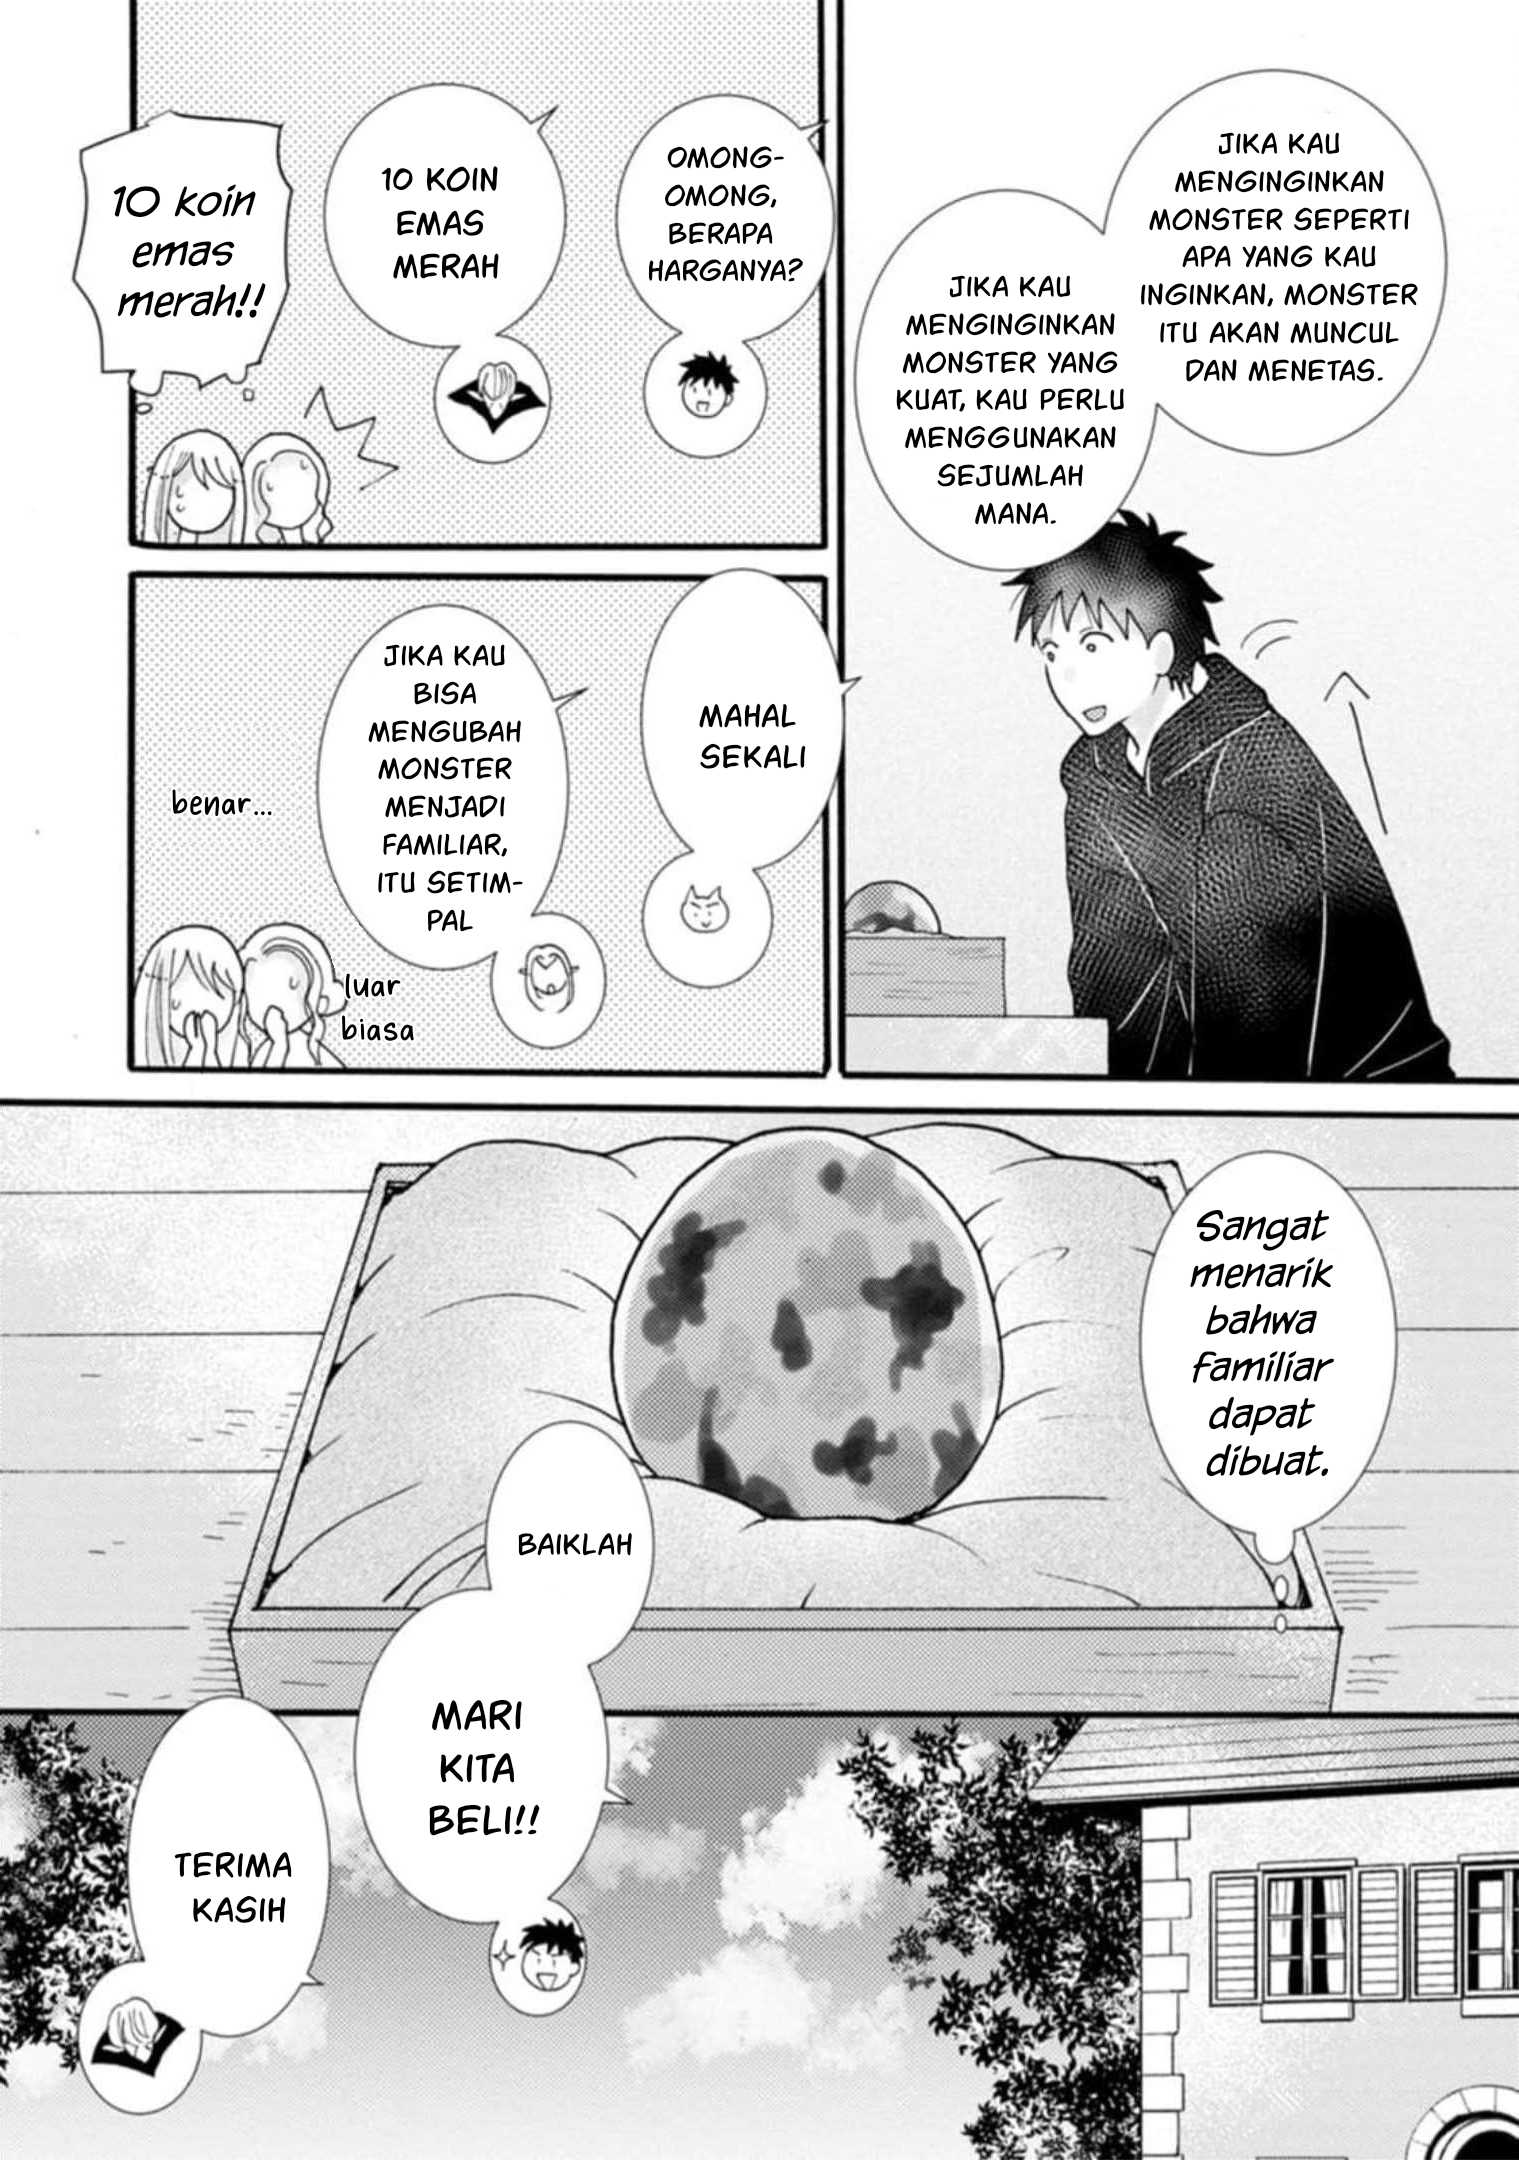 JIKA KAU
MENGINGINKAN
MONSTER SEPERTI
APA YANG KAU
INGINKAN, MONSTER
ITU AKAN MUNCUL
DAN MENETAS.
JIKA KAU
MENGINGINKAN
MONSTER YANG
KUAT, KAU PERLU
MENGGUNAKAN
SEJUMLAH
MANA.
OMONG-
OMONG,
BERAPA
HARGANYA?
10 KOIN
EMAS
MERAH
10 koin
emas
merah!!
MAHAL
SEKALI
JIKA KAU
BISA
MENGUBAH
MONSTER
MENJADI
FAMILIAR,
ITU SETIM-
PAL
benar...
luar
biasa
Sangat
menarik
bahwa
familiar
dapat
dibuat.
BAIKLAH
MARI
KITA
BELI!!
TERIMA
KASIH